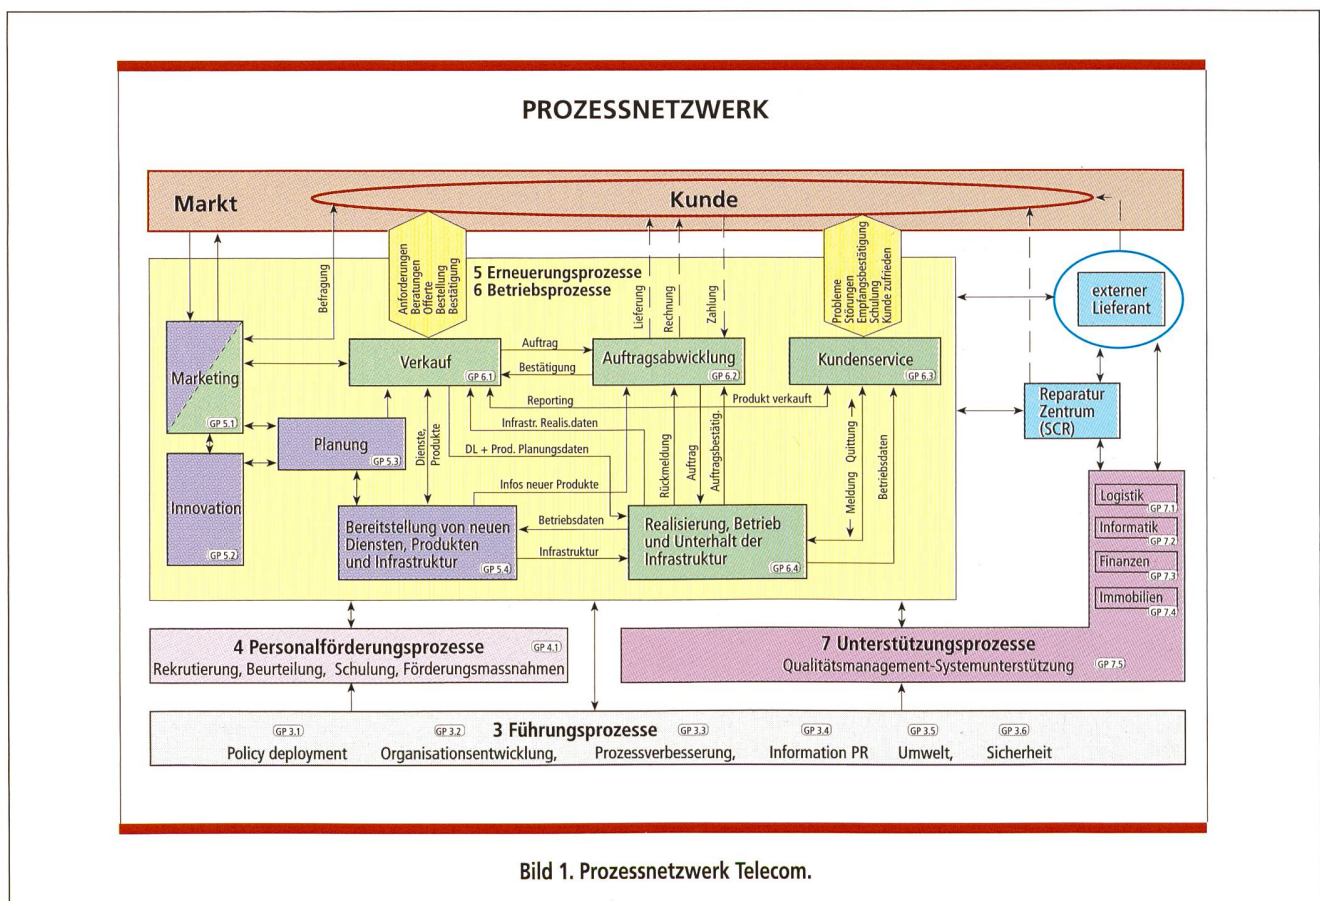 PROZESSNETZWERK
Markt
Kunde
Befragung
Anforderungen
Beratungen
Offerte
Bestellung
Bestätigung
5 Erneuerungsprozesse
6 Betriebsprozesse
Lieferung
Rechnung
Zahlung
Probleme
Störungen
Empfangsbestätigung
Schulung
Kunde zufrieden
externer
Lieferant
Marketing
GP 5.1
Verkauf
GP 6.1
Auftrag
Bestätigung
Auftragsabwicklung
GP 6.2
Kundenservice
GP 6.3
Reporting
Produkt verkauft
Reparatur
Zentrum
(SCR)
Planung
GP 5.3
Dienste,
Produkte
Infrastr. Realis.daten
DL + Prod. Planungsdaten
Infos neuer Produkte
Rückmeldung
Auftrag
Auftragsbestätig.
Meldung
Quittung
Betriebsdaten
Innovation
GP 5.2
Bereitstellung von neuen
Diensten, Produkten
und Infrastruktur
GP 5.4
Betriebsdaten
Infrastruktur
Realisierung, Betrieb
und Unterhalt der
Infrastruktur
GP 6.4
Logistik
GP 7.1
Informatik
GP 7.2
Finanzen
GP 7.3
Immobilien
GP 7.4
4 Personalförderungsprozesse
GP 4.1
Rekrutierung, Beurteilung, Schulung, Förderungsmassnahmen
7 Unterstützungsprozesse
Qualitätsmanagement-Systemunterstützung
GP 7.5
GP 3.1
GP 3.2
3 Führungsprozesse
GP 3.3
GP 3.4
GP 3.5
GP 3.6
Policy deployment
Organisationsentwicklung,
Prozessverbesserung,
Information PR
Umwelt,
Sicherheit
Bild 1. Prozessnetzwerk Telecom.